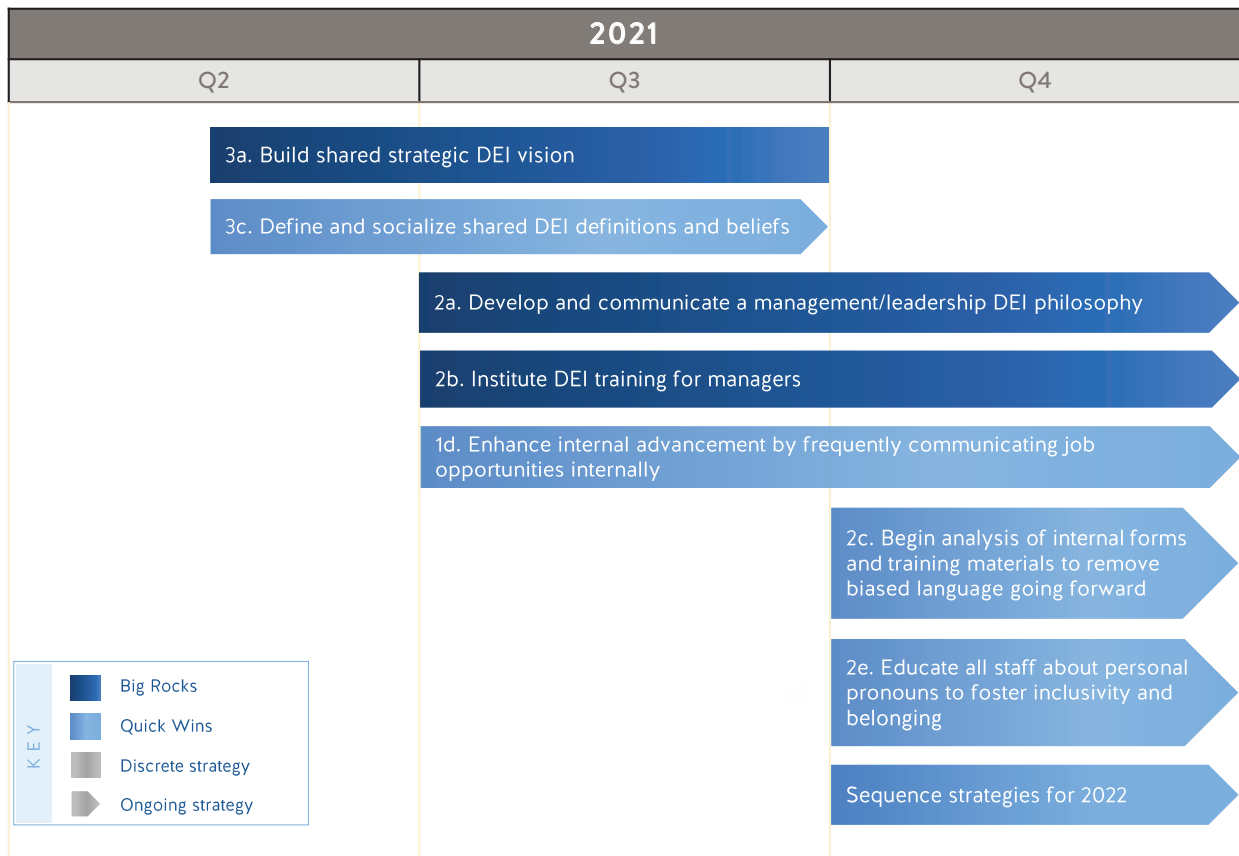 2021
Q2
Q3
Q4
3a. Build shared strategic DEI vision
3c. Define and socialize shared DEI definitions and beliefs
2a. Develop and communicate a management/leadership DEI philosophy
2b. Institute DEI training for managers
1d. Enhance internal advancement by frequently communicating job
opportunities internally
2c. Begin analysis of internal forms
and training materials to remove
biased language going forward
2e. Educate all staff about personal
pronouns to foster inclusivity and
belonging
Sequence strategies for 2022
KEY
Big Rocks
Quick Wins
Discrete strategy
Ongoing strategy